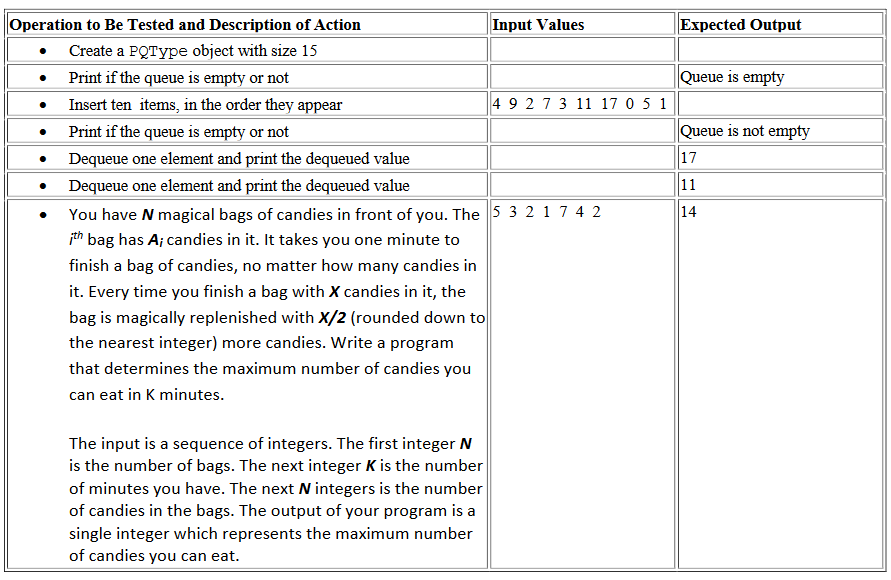 Operation to Be Tested and Description of Action Input Values Expected Output
• Create a PQType object with size 15
• Print if the queue is empty or not Queue is empty
• Insert ten items, in the order they appear 4 9 2 7 3 11 17 0 5 1
• Print if the queue is empty or not Queue is not empty
• Dequeue one element and print the dequeued value 17
• Dequeue one element and print the dequeued value 11
• You have N magical bags of candies in front of you. The 5 3 2 1 7 4 2 14
ith bag has Ai candies in it. It takes you one minute to
finish a bag of candies, no matter how many candies in
it. Every time you finish a bag with X candies in it, the
bag is magically replenished with X/2 (rounded down to
the nearest integer) more candies. Write a program
that determines the maximum number of candies you
can eat in K minutes.
The input is a sequence of integers. The first integer N
is the number of bags. The next integer K is the number
of minutes you have. The next N integers is the number
of candies in the bags. The output of your program is a
single integer which represents the maximum number
of candies you can eat.